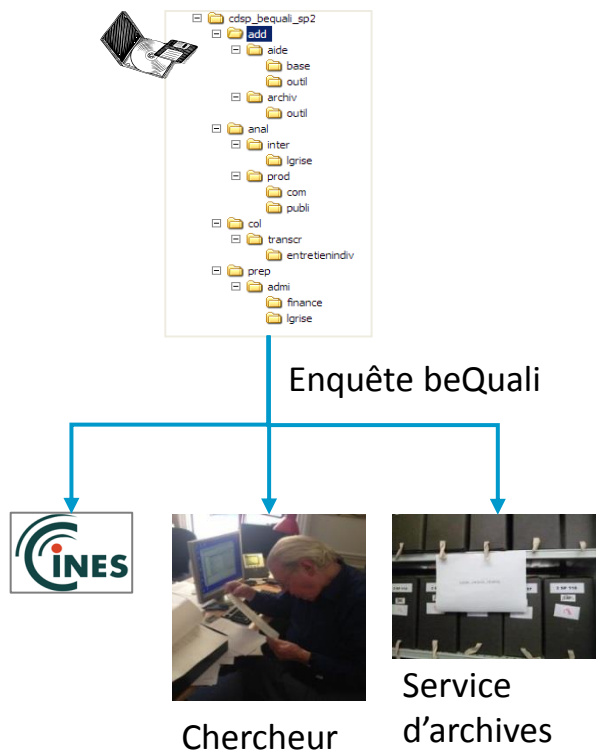 cdsp_bequali_sp2
add
aide
base
outil
archiv
outil
anal
inter
lgrise
prod
com
publi
col
transcr
entretienindiv
prep
admi
finance
lgrise
Enquête beQuali
CINES
Chercheur
Service
d'archives